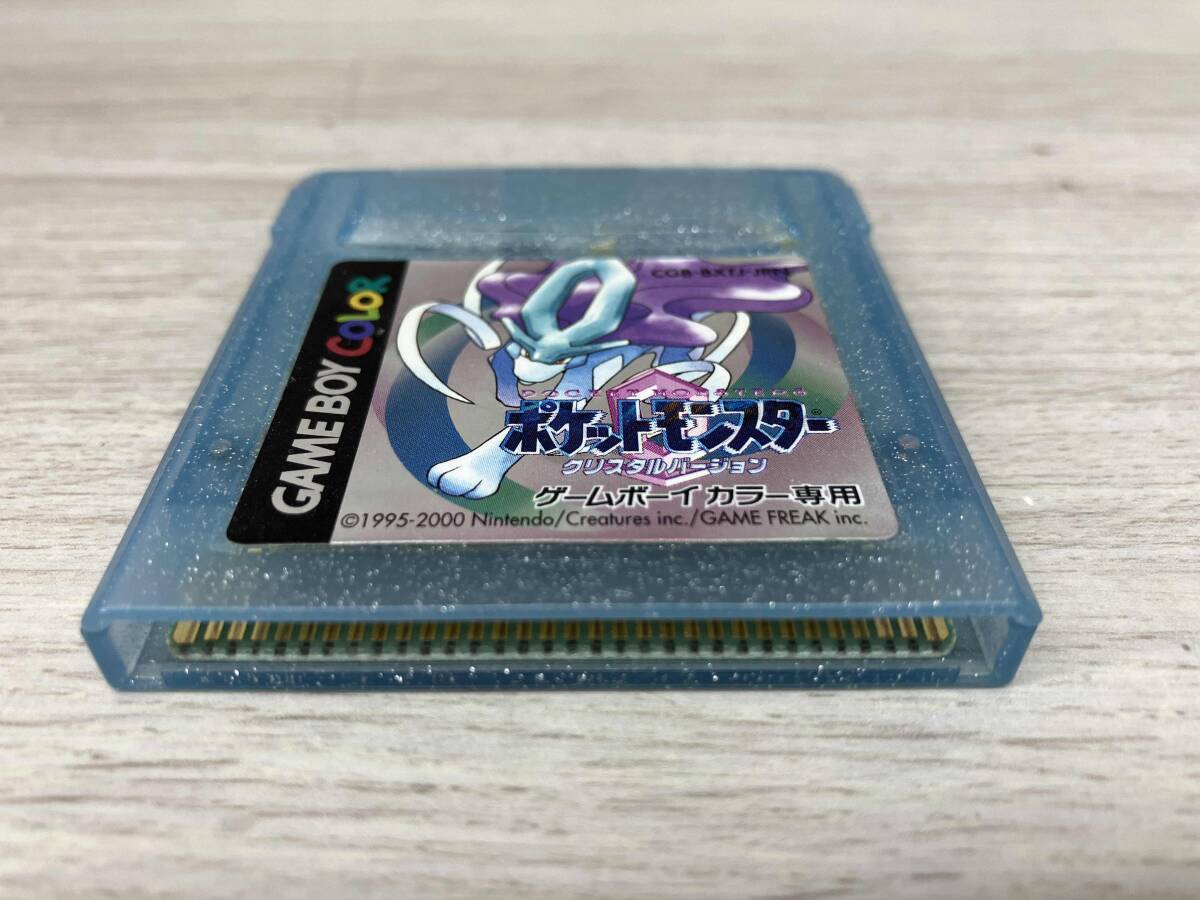 GAME BOY COLOR
CGB-BXTJ-JPN
POCKET MONSTERS
ポケットモンスター®
クリスタルバージョン
ゲームボーイカラー専用
©1995-2000 Nintendo/Creatures inc./GAME FREAK inc.